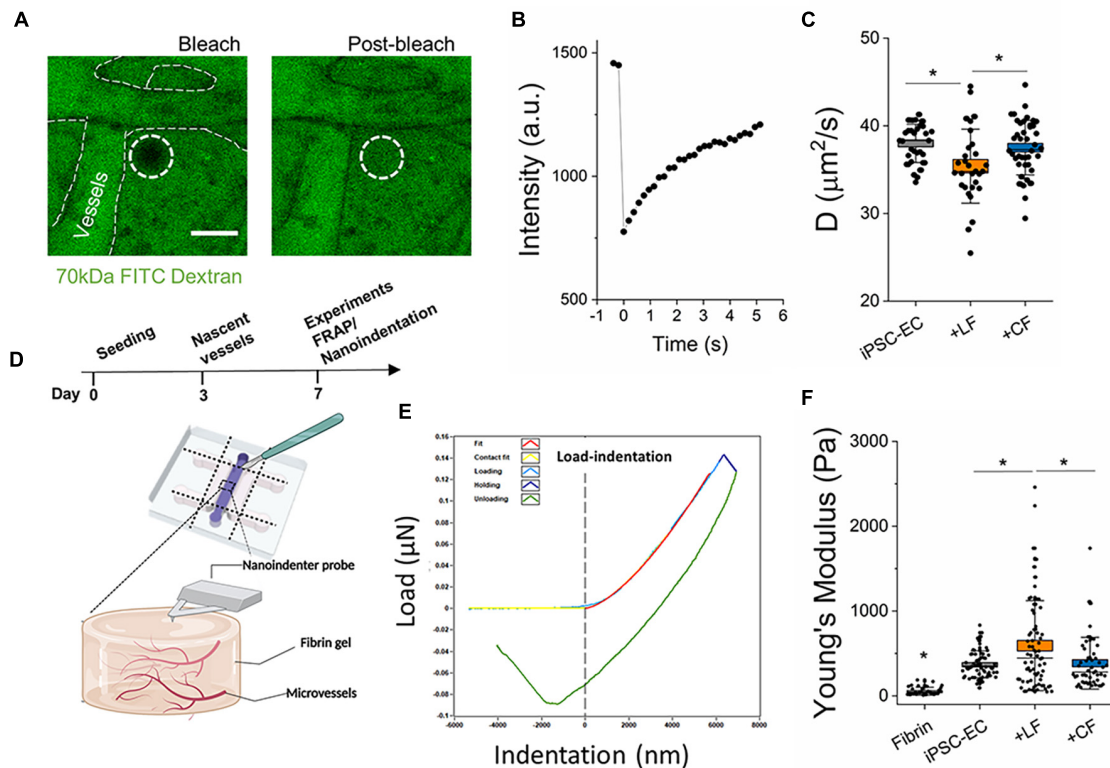 A
Bleach
Post-bleach
Vessels
70kDa FITC Dextran
B
Intensity (a.u.)
1500
1000
500
-1 0 1 2 3 4 5 6
Time (s)
C
D (μm²/s)
50
40
30
20
*
*
iPSC-EC
+LF
+CF
D
Seeding
Nascent
vessels
Experiments
FRAP/
Nanoindentation
Day 0 3 7
Nanoindenter probe
Fibrin gel
Microvessels
E
Load (μN)
0.16
0.14
0.12
0.1
0.08
0.06
0.04
0.02
0
-0.02
-0.04
-0.06
-0.08
-0.1
Fit
Contact fit
Loading
Holding
Unloading
Load-indentation
-6000 -4000 -2000 0 2000 4000 6000 8000
Indentation (nm)
F
Young's Modulus (Pa)
3000
2000
1000
0
*
*
*
Fibrin
iPSC-EC
+LF
+CF